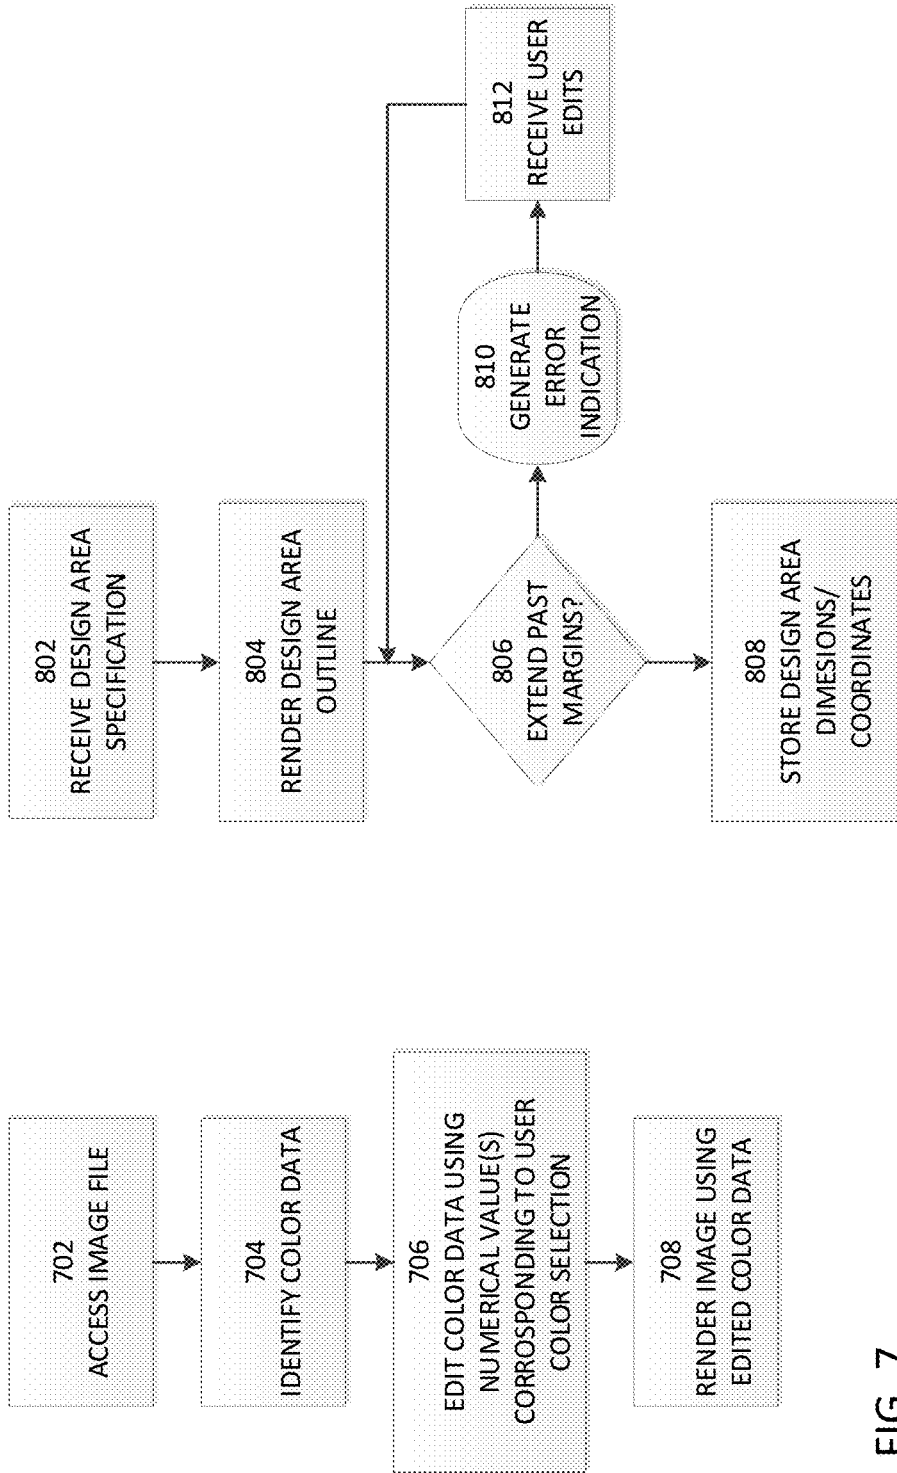 702
ACCESS IMAGE FILE
704
IDENTIFY COLOR DATA
706
EDIT COLOR DATA USING
NUMERICAL VALUE(S)
CORROSPONDING TO USER
COLOR SELECTION
708
RENDER IMAGE USING
EDITED COLOR DATA
FIG. 7
802
RECEIVE DESIGN AREA
SPECIFICATION
804
RENDER DESIGN AREA
OUTLINE
806
EXTEND PAST
MARGINS?
808
STORE DESIGN AREA
DIMESIONS/
COORDINATES
810
GENERATE
ERROR
INDICATION
812
RECEIVE USER
EDITS